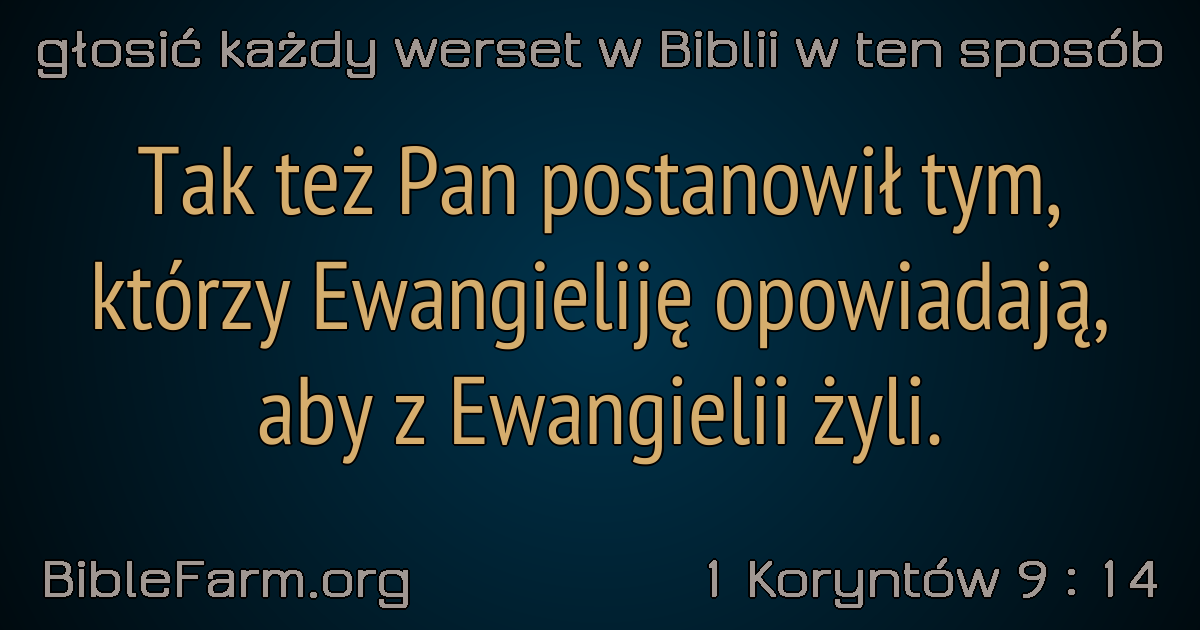 głosić każdy werset w Biblii w ten sposób
Tak też Pan postanowił tym,
którzy Ewangieliję opowiadają,
aby z Ewangielii żyli.
BibleFarm.org
1 Koryntów 9 : 14